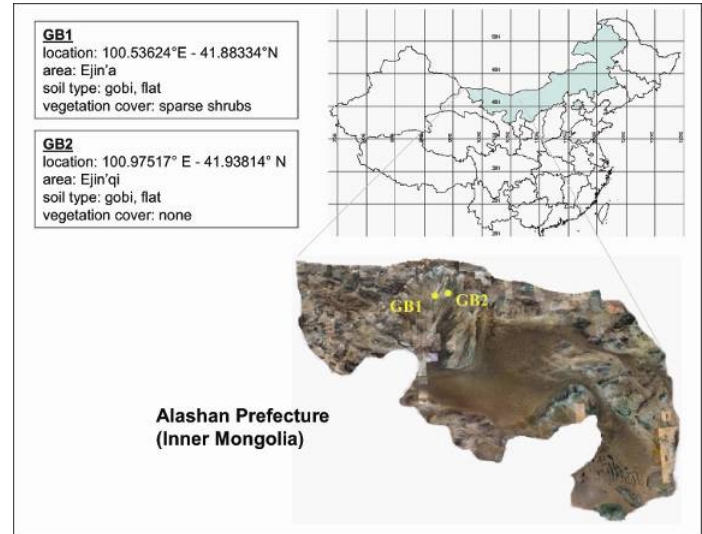 GB1
location: 100.53624°E - 41.88334°N
area: Ejin'a
soil type: gobi, flat
vegetation cover: sparse shrubs
GB2
location: 100.97517° E - 41.93814° N
area: Ejin'qi
soil type: gobi, flat
vegetation cover: none
GB1
GB2
Alashan Prefecture
(Inner Mongolia)